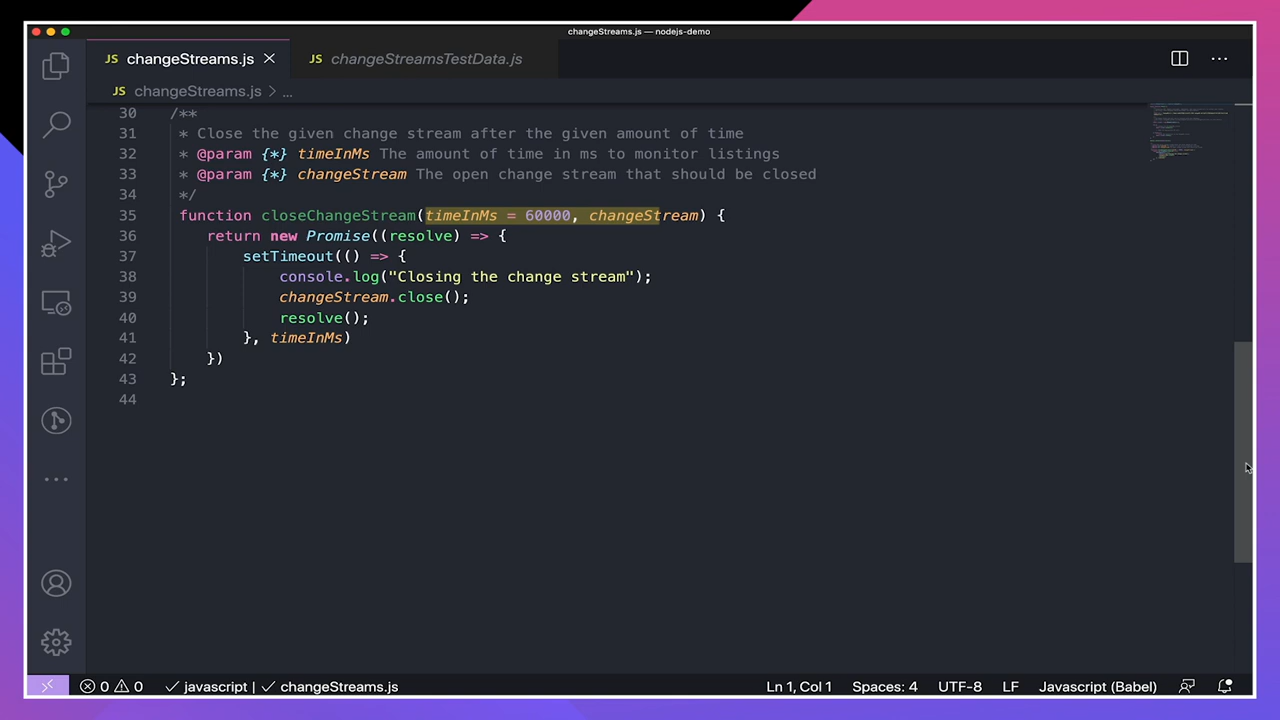 changeStreams.js — nodejs-demo
JS changeStreams.js
JS changeStreamsTestData.js
JS changeStreams.js > ...
30 /**
31 * Close the given change stream after the given amount of time
32 * @param {*} timeInMs The amount of time in ms to monitor listings
33 * @param {*} changeStream The open change stream that should be closed
34 */
35 function closeChangeStream(timeInMs = 60000, changeStream) {
36 return new Promise((resolve) => {
37 setTimeout(() => {
38 console.log("Closing the change stream");
39 changeStream.close();
40 resolve();
41 }, timeInMs)
42 })
43 };
44
0 0 javascript | changeStreams.js Ln 1, Col 1 Spaces: 4 UTF-8 LF Javascript (Babel)